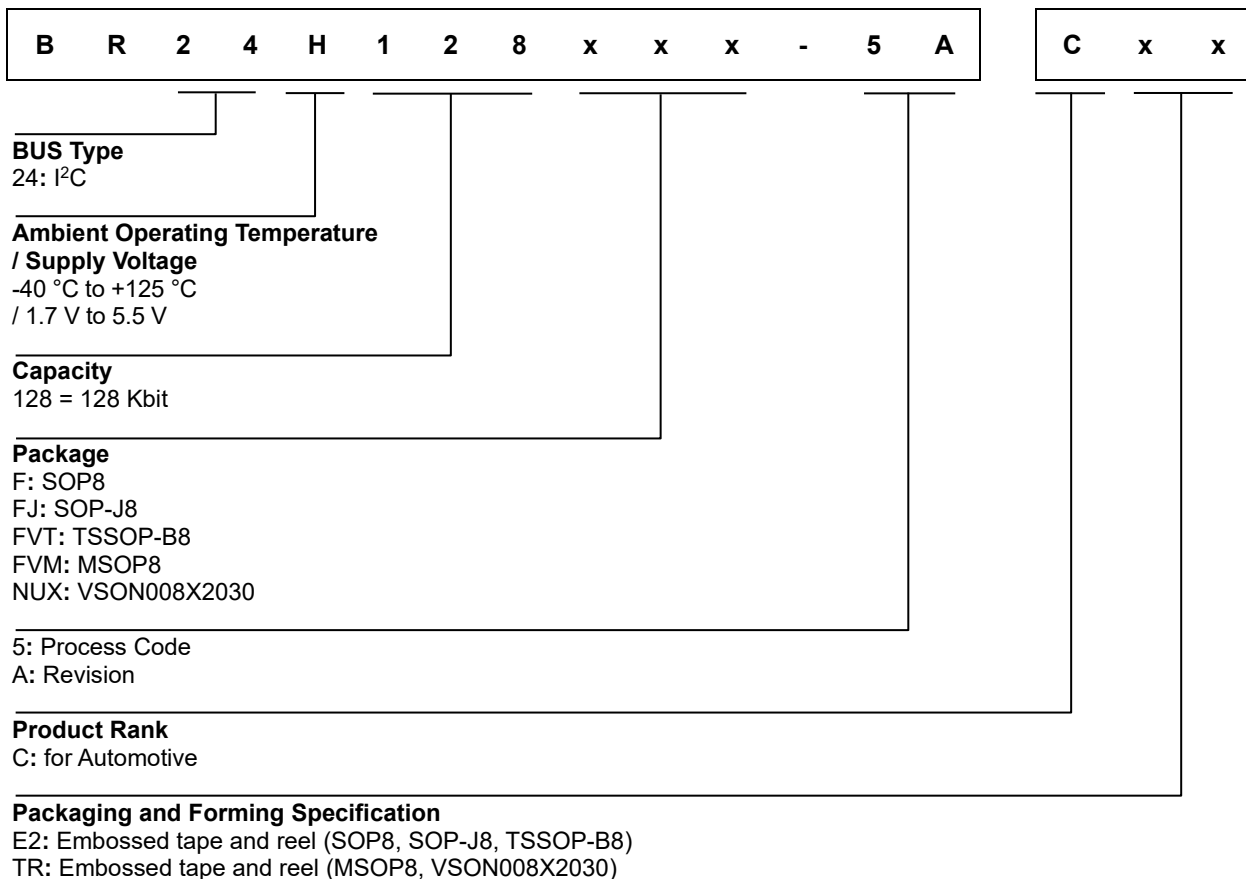 B R 2 4 H 1 2 8 x x x - 5 A C x x
BUS Type
24: I²C
Ambient Operating Temperature
/ Supply Voltage
-40 °C to +125 °C
/ 1.7 V to 5.5 V
Capacity
128 = 128 Kbit
Package
F: SOP8
FJ: SOP-J8
FVT: TSSOP-B8
FVM: MSOP8
NUX: VSON008X2030
5: Process Code
A: Revision
Product Rank
C: for Automotive
Packaging and Forming Specification
E2: Embossed tape and reel (SOP8, SOP-J8, TSSOP-B8)
TR: Embossed tape and reel (MSOP8, VSON008X2030)